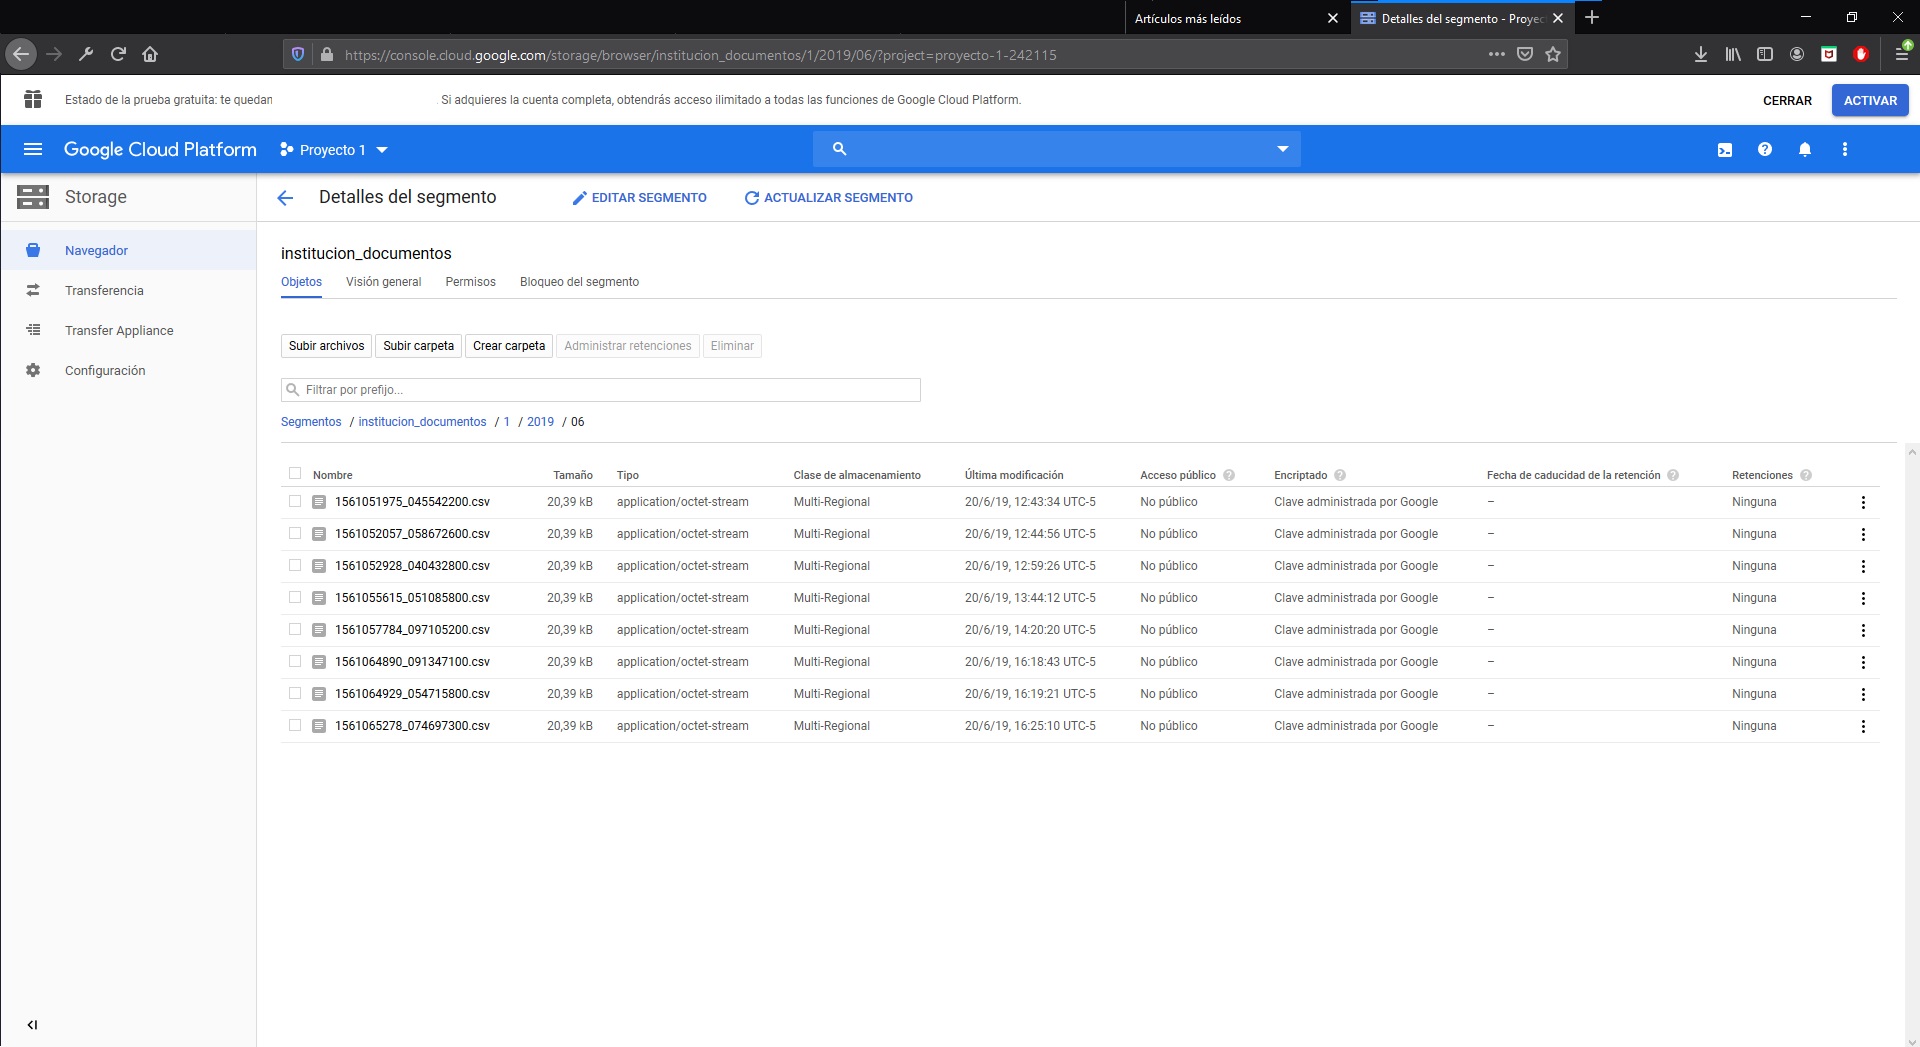 Artículos más leídos
Detalles del segmento - Proyec
https://console.cloud.google.com/storage/browser/institucion_documentos/1/2019/06/?project=proyecto-1-242115
Estado de la prueba gratuita: te quedan . Si adquieres la cuenta completa, obtendrás acceso ilimitado a todas las funciones de Google Cloud Platform. CERRAR ACTIVAR
Google Cloud Platform Proyecto 1
Storage Detalles del segmento EDITAR SEGMENTO ACTUALIZAR SEGMENTO
Navegador
Transferencia
Transfer Appliance
Configuración
institucion_documentos
Objetos Visión general Permisos Bloqueo del segmento
Subir archivos Subir carpeta Crear carpeta Administrar retenciones Eliminar
Filtrar por prefijo...
Segmentos / institucion_documentos / 1 / 2019 / 06
Nombre Tamaño Tipo Clase de almacenamiento Última modificación Acceso público Encriptado Fecha de caducidad de la retención Retenciones
1561051975_045542200.csv 20,39 kB application/octet-stream Multi-Regional 20/6/19, 12:43:34 UTC-5 No público Clave administrada por Google – Ninguna
1561052057_058672600.csv 20,39 kB application/octet-stream Multi-Regional 20/6/19, 12:44:56 UTC-5 No público Clave administrada por Google – Ninguna
1561052928_040432800.csv 20,39 kB application/octet-stream Multi-Regional 20/6/19, 12:59:26 UTC-5 No público Clave administrada por Google – Ninguna
1561055615_051085800.csv 20,39 kB application/octet-stream Multi-Regional 20/6/19, 13:44:12 UTC-5 No público Clave administrada por Google – Ninguna
1561057784_097105200.csv 20,39 kB application/octet-stream Multi-Regional 20/6/19, 14:20:20 UTC-5 No público Clave administrada por Google – Ninguna
1561064890_091347100.csv 20,39 kB application/octet-stream Multi-Regional 20/6/19, 16:18:43 UTC-5 No público Clave administrada por Google – Ninguna
1561064929_054715800.csv 20,39 kB application/octet-stream Multi-Regional 20/6/19, 16:19:21 UTC-5 No público Clave administrada por Google – Ninguna
1561065278_074697300.csv 20,39 kB application/octet-stream Multi-Regional 20/6/19, 16:25:10 UTC-5 No público Clave administrada por Google – Ninguna